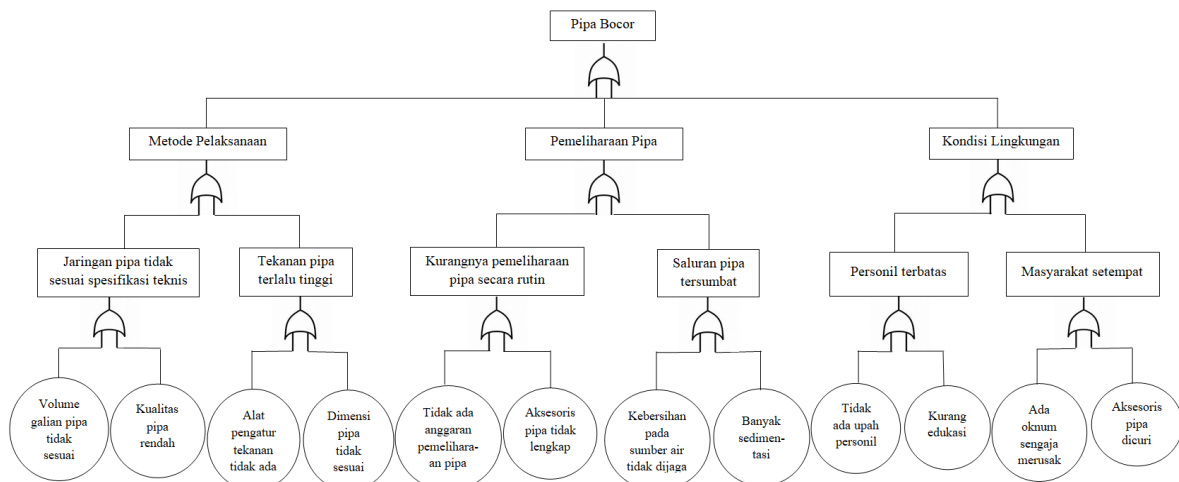 Pipa Bocor
Metode Pelaksanaan
Pemeliharaan Pipa
Kondisi Lingkungan
Jaringan pipa tidak
sesuai spesifikasi teknis
Tekanan pipa
terlalu tinggi
Kurangnya pemeliharaan
pipa secara rutin
Saluran pipa
tersumbat
Personil terbatas
Masyarakat setempat
Volume
galian pipa
tidak
sesuai
Kualitas
pipa
rendah
Alat
pengatur
tekanan
tidak ada
Dimensi
pipa
tidak
sesuai
Tidak ada
anggaran
pemelihara-
an pipa
Aksesoris
pipa tidak
lengkap
Kebersihan
pada
sumber air
tidak dijaga
Banyak
sedimen-
tasi
Tidak
ada upah
personil
Kurang
edukasi
Ada
oknum
sengaja
merusak
Aksesoris
pipa
dicuri